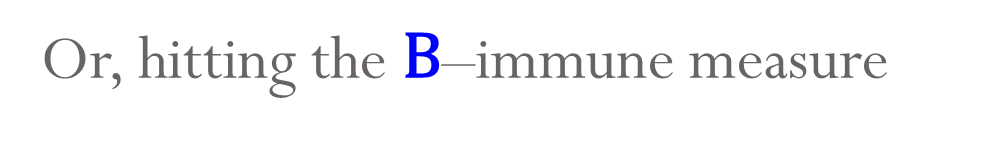 Or, hitting the B–immune measure